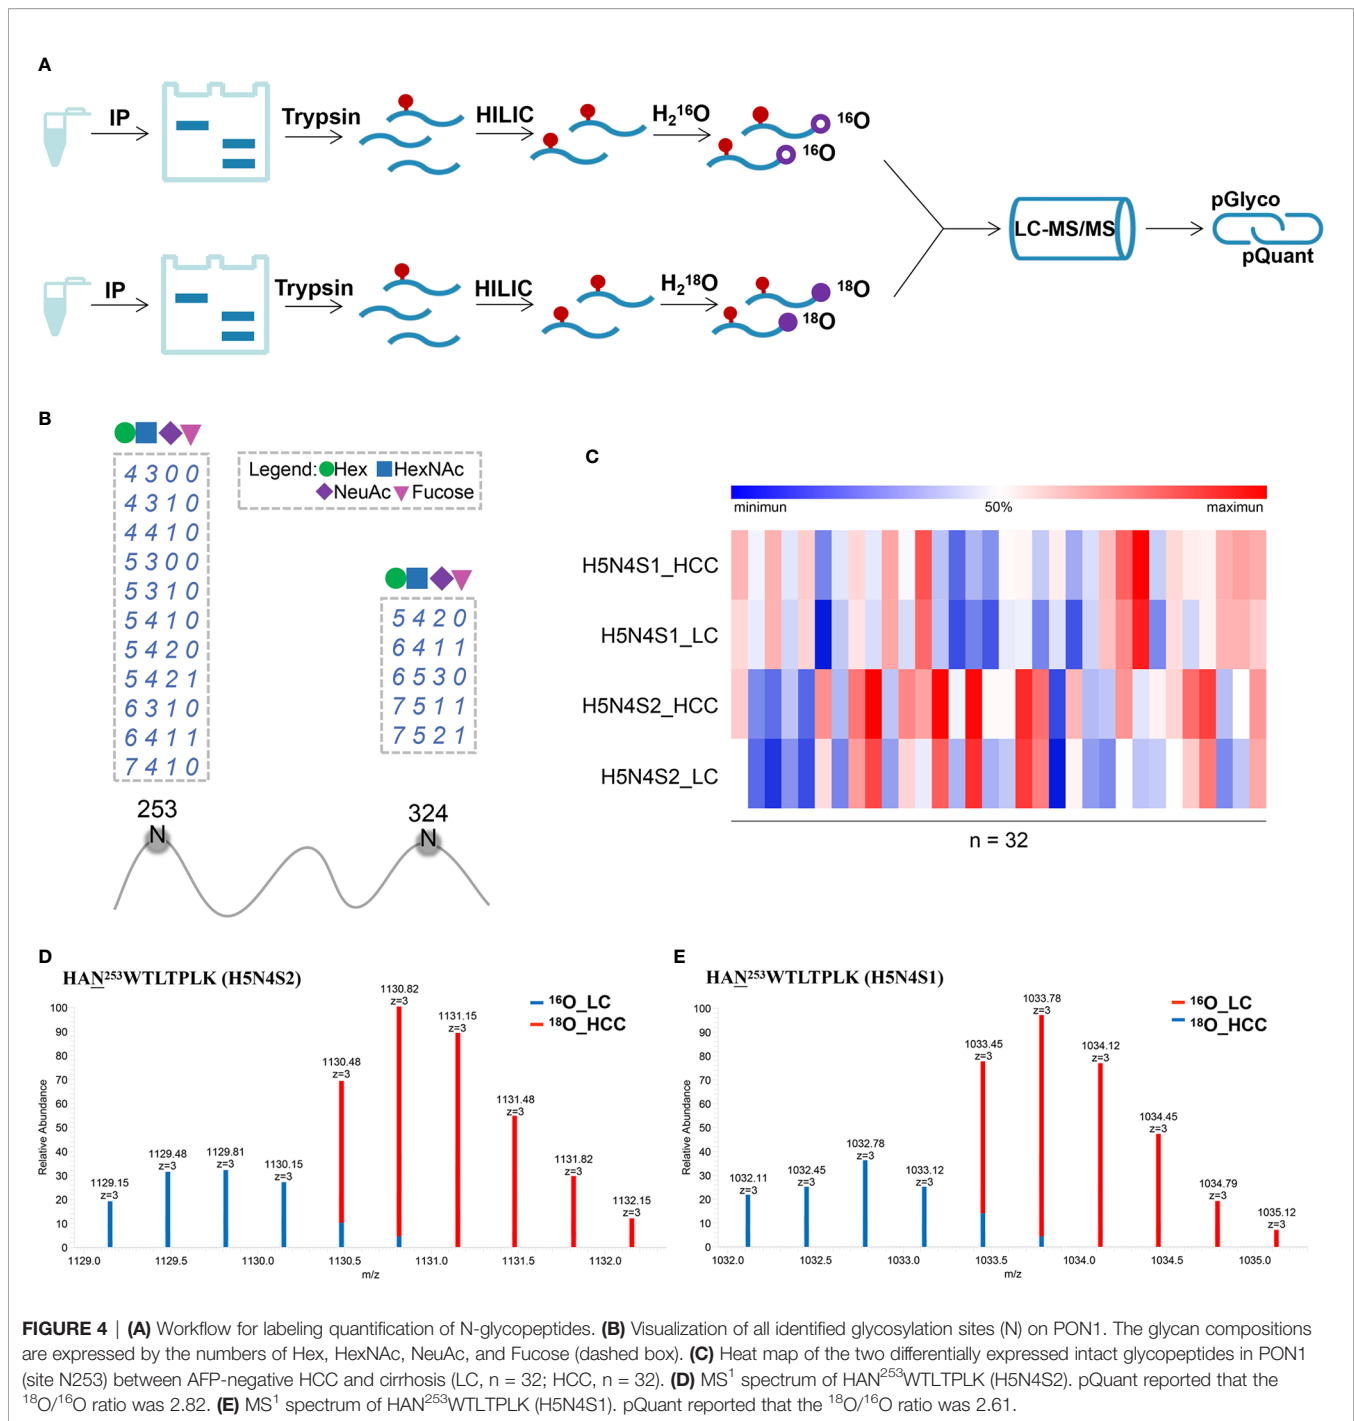 A
IP
Trypsin
HILIC
H₂¹⁶O
¹⁶O
¹⁶O
LC-MS/MS
pGlyco
pQuant
IP
Trypsin
HILIC
H₂¹⁸O
¹⁸O
¹⁸O
B
4 3 0 0
4 3 1 0
4 4 1 0
5 3 0 0
5 3 1 0
5 4 1 0
5 4 2 0
5 4 2 1
6 3 1 0
6 4 1 1
7 4 1 0
Legend: Hex HexNAc
NeuAc Fucose
5 4 2 0
6 4 1 1
6 5 3 0
7 5 1 1
7 5 2 1
253
N
324
N
C
minimun 50% maximun
H5N4S1_HCC
H5N4S1_LC
H5N4S2_HCC
H5N4S2_LC
n = 32
D
HAN²⁵³WTLTPLK (H5N4S2)
¹⁶O_LC
¹⁸O_HCC
Relative Abundance
100
90
80
70
60
50
40
30
20
10
0
1129.15
z=3
1129.48
z=3
1129.81
z=3
1130.15
z=3
1130.48
z=3
1130.82
z=3
1131.15
z=3
1131.48
z=3
1131.82
z=3
1132.15
z=3
1129.0 1129.5 1130.0 1130.5 1131.0 1131.5 1132.0
m/z
E
HAN²⁵³WTLTPLK (H5N4S1)
¹⁶O_LC
¹⁸O_HCC
Relative Abundance
100
90
80
70
60
50
40
30
20
10
0
1032.11
z=3
1032.45
z=3
1032.78
z=3
1033.12
z=3
1033.45
z=3
1033.78
z=3
1034.12
z=3
1034.45
z=3
1034.79
z=3
1035.12
z=3
1032.0 1032.5 1033.0 1033.5 1034.0 1034.5 1035.0
m/z
FIGURE 4 | (A) Workflow for labeling quantification of N-glycopeptides. (B) Visualization of all identified glycosylation sites (N) on PON1. The glycan compositions
are expressed by the numbers of Hex, HexNAc, NeuAc, and Fucose (dashed box). (C) Heat map of the two differentially expressed intact glycopeptides in PON1
(site N253) between AFP-negative HCC and cirrhosis (LC, n = 32; HCC, n = 32). (D) MS¹ spectrum of HAN²⁵³WTLTPLK (H5N4S2). pQuant reported that the
¹⁸O/¹⁶O ratio was 2.82. (E) MS¹ spectrum of HAN²⁵³WTLTPLK (H5N4S1). pQuant reported that the ¹⁸O/¹⁶O ratio was 2.61.